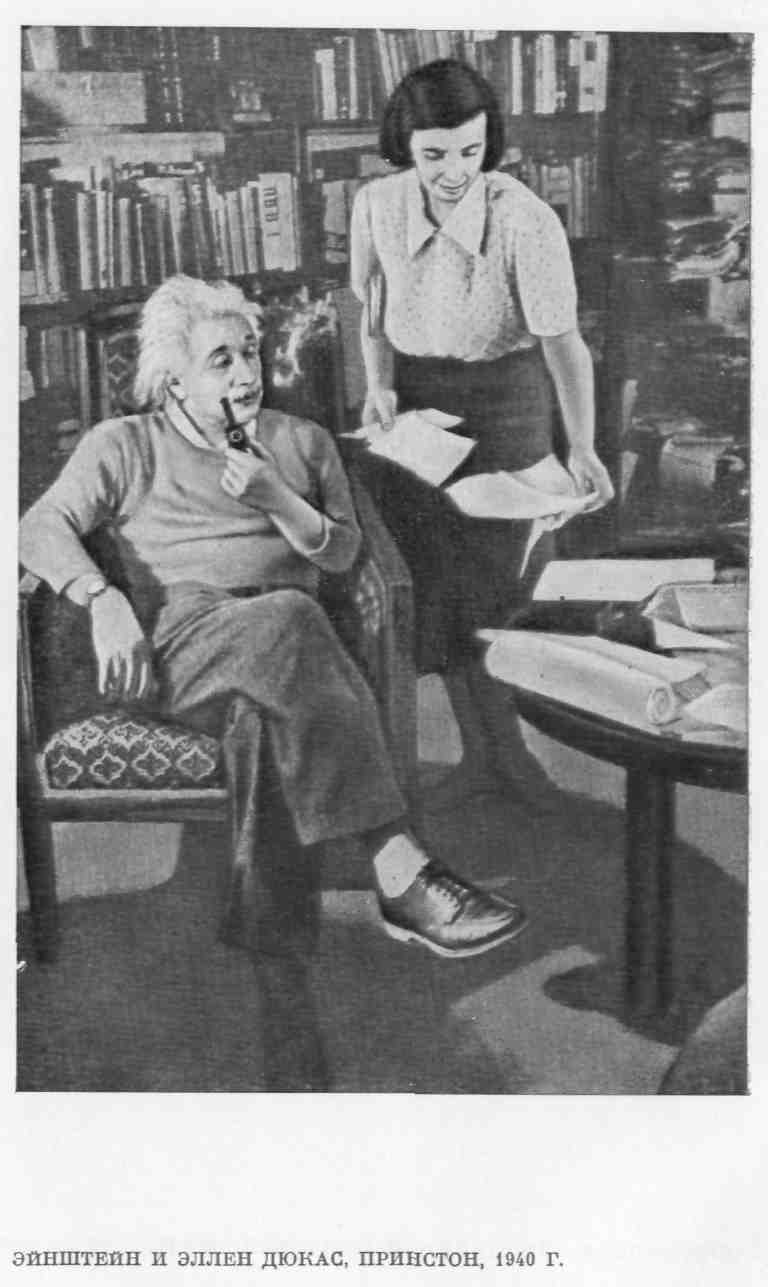 ЭЙНШТЕЙН И ЭЛЛЕН ДЮКАС, ПРИНСТОН, 1940 Г.